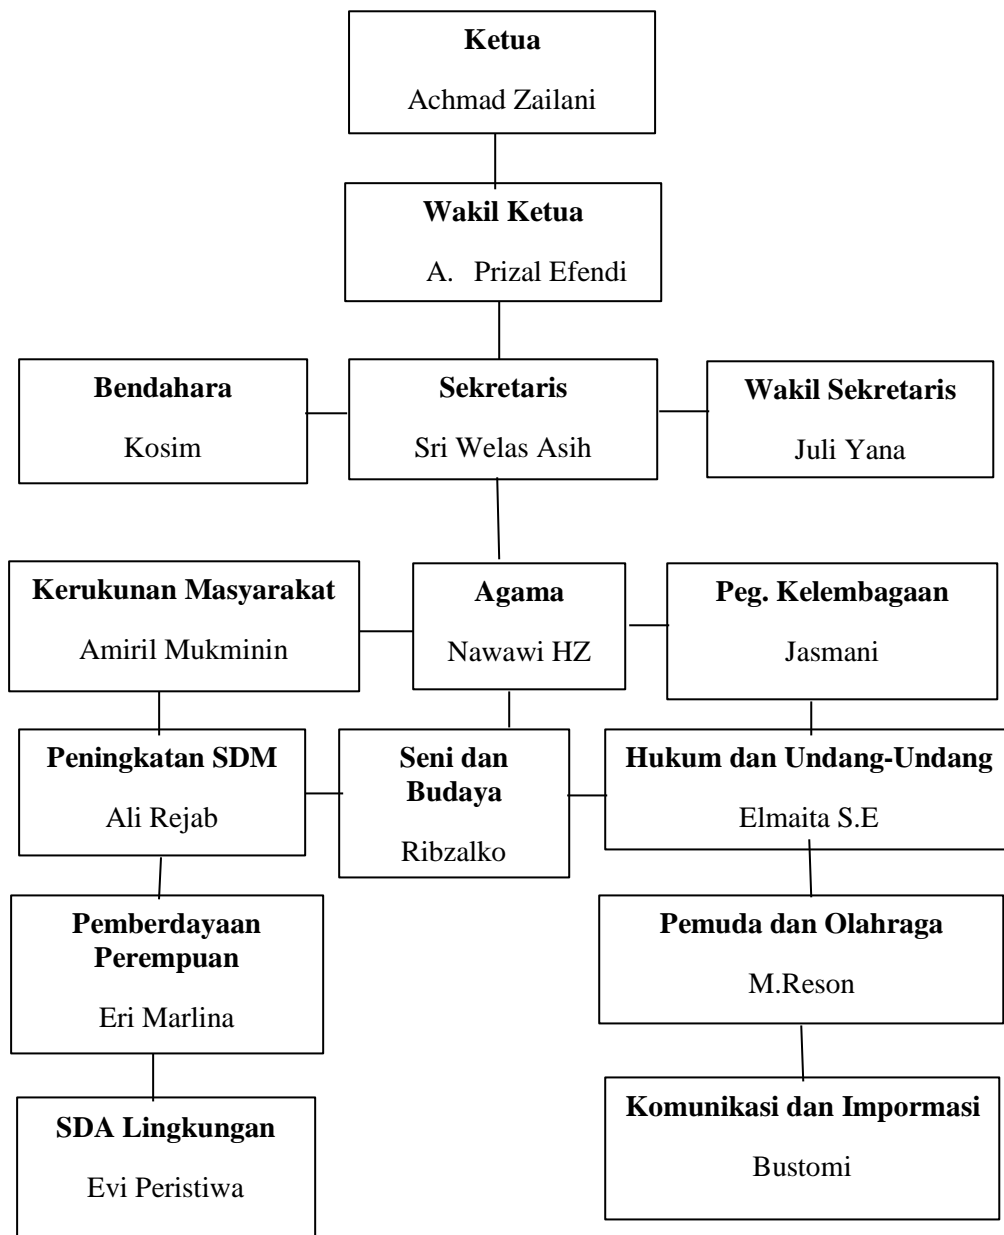 Ketua
Achmad Zailani
Wakil Ketua
A. Prizal Efendi
Bendahara
Kosim
Sekretaris
Sri Welas Asih
Wakil Sekretaris
Juli Yana
Kerukunan Masyarakat
Amiril Mukminin
Agama
Nawawi HZ
Peg. Kelembagaan
Jasmani
Peningkatan SDM
Ali Rejab
Seni dan
Budaya
Ribzalko
Hukum dan Undang-Undang
Elmaita S.E
Pemberdayaan
Perempuan
Eri Marlina
Pemuda dan Olahraga
M.Reson
SDA Lingkungan
Evi Peristiwa
Komunikasi dan Impormasi
Bustomi